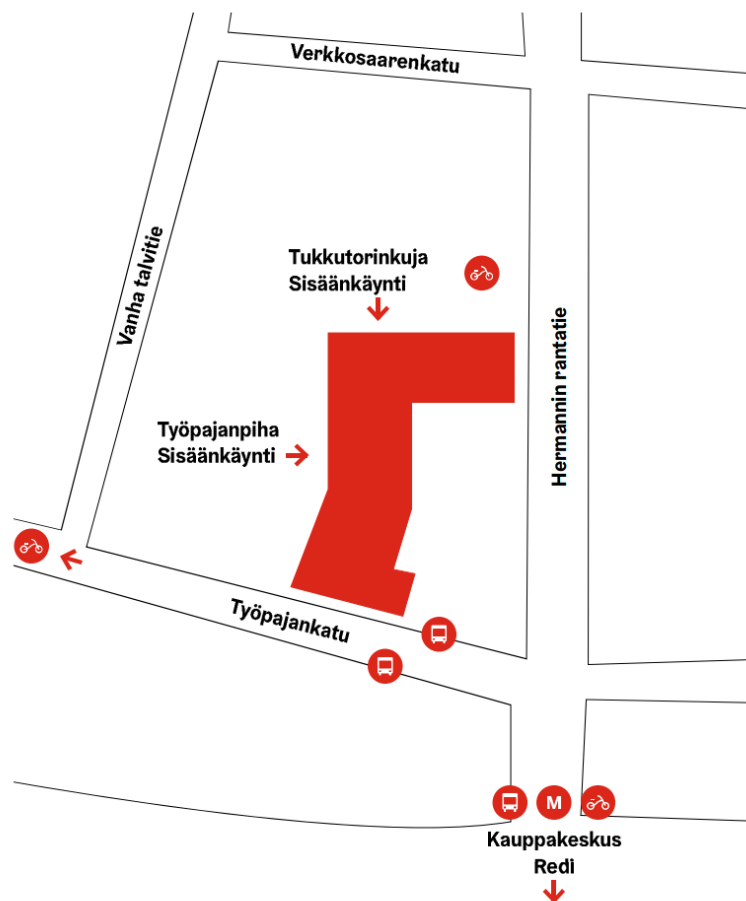 Verkkosaarenkatu
Vanha talvitie
Tukkutorinkuja
Sisäänkäynti
Hermannin rantatie
Työpajanpiha
Sisäänkäynti
Työpajankatu
M
Kauppakeskus
Redi